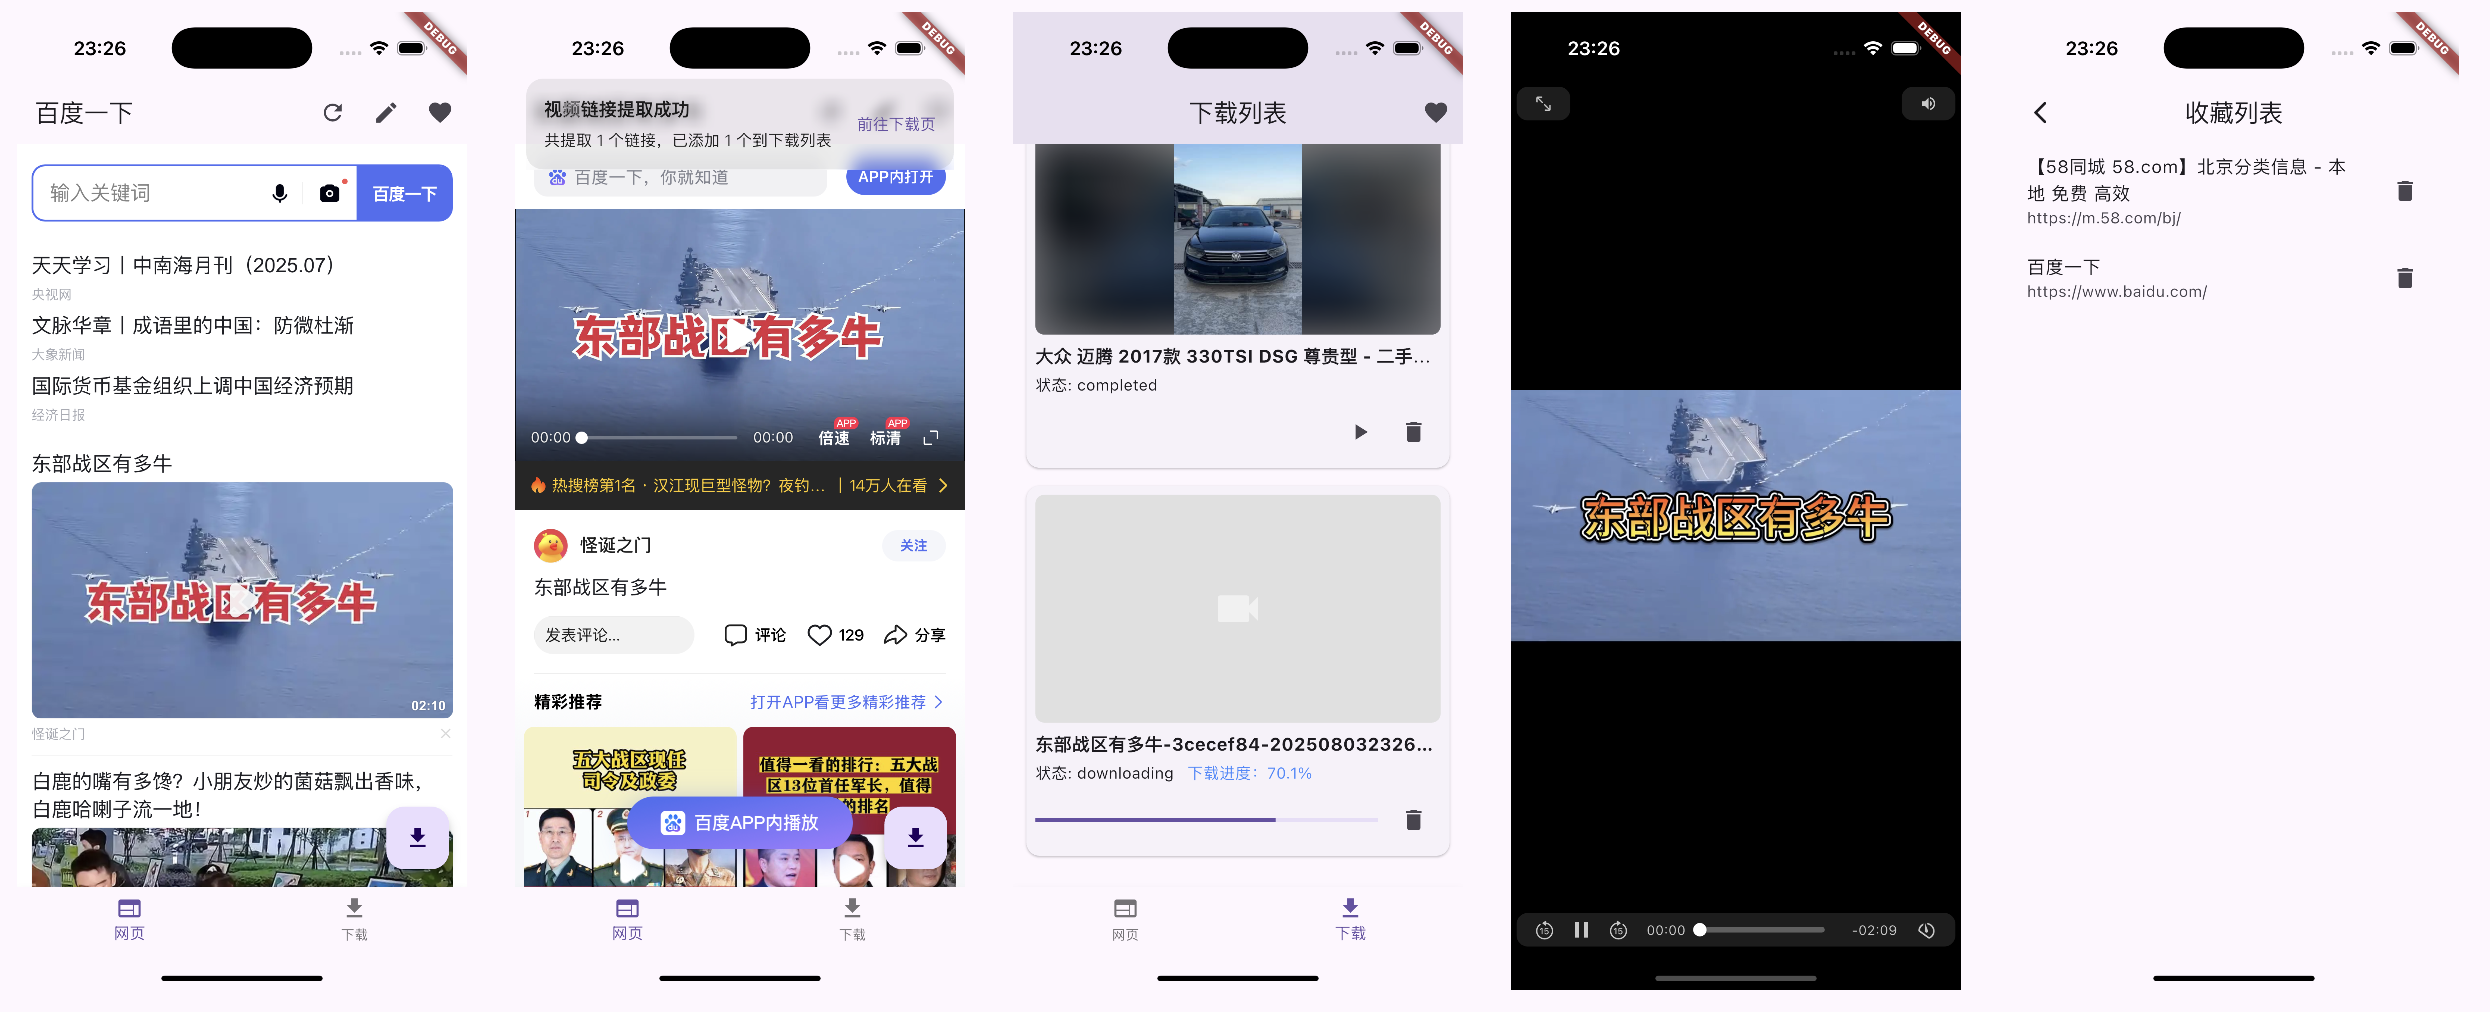 23:26
DEBUG
百度一下
输入关键词
百度一下
天天学习丨中南海月刊（2025.07）
央视网
文脉华章丨成语里的中国：防微杜渐
大象新闻
国际货币基金组织上调中国经济预期
经济日报
东部战区有多牛
东部战区有多牛
02:10
怪诞之门
白鹿的嘴有多馋？小朋友炒的菌菇飘出香味，
白鹿哈喇子流一地！
网页
下载
23:26
DEBUG
视频链接提取成功
共提取 1 个链接，已添加 1 个到下载列表
前往下载页
百度一下，你就知道
APP内打开
东部战区有多牛
00:00
00:00
APP
倍速
APP
标清
热搜榜第1名 · 汉江现巨型怪物？夜钓...
14万人在看
怪诞之门
关注
东部战区有多牛
发表评论...
评论
129
分享
精彩推荐
打开APP看更多精彩推荐
五大战区现任
司令及政委
值得一看的排行：五大战
区13位首任军长，值得
的排名
1
2
百度APP内播放
网页
下载
23:26
DEBUG
下载列表
大众 迈腾 2017款 330TSI DSG 尊贵型 - 二手...
状态: completed
东部战区有多牛-3cecef84-202508032326...
状态: downloading 下载进度：70.1%
网页
下载
23:26
DEBUG
东部战区有多牛
15
15
00:00
-02:09
23:26
DEBUG
收藏列表
【58同城 58.com】北京分类信息 - 本
地 免费 高效
https://m.58.com/bj/
百度一下
https://www.baidu.com/